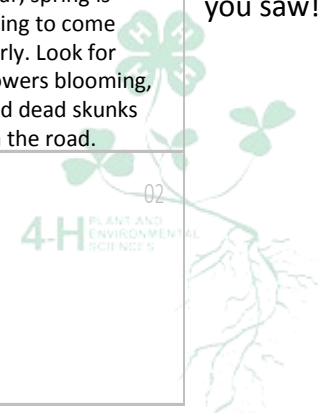 you saw!
spring is
ing to come
rly. Look for
owers blooming,
d dead skunks
the road.
02
4-H PLANT AND
ENVIRONMENTAL
SCIENCES